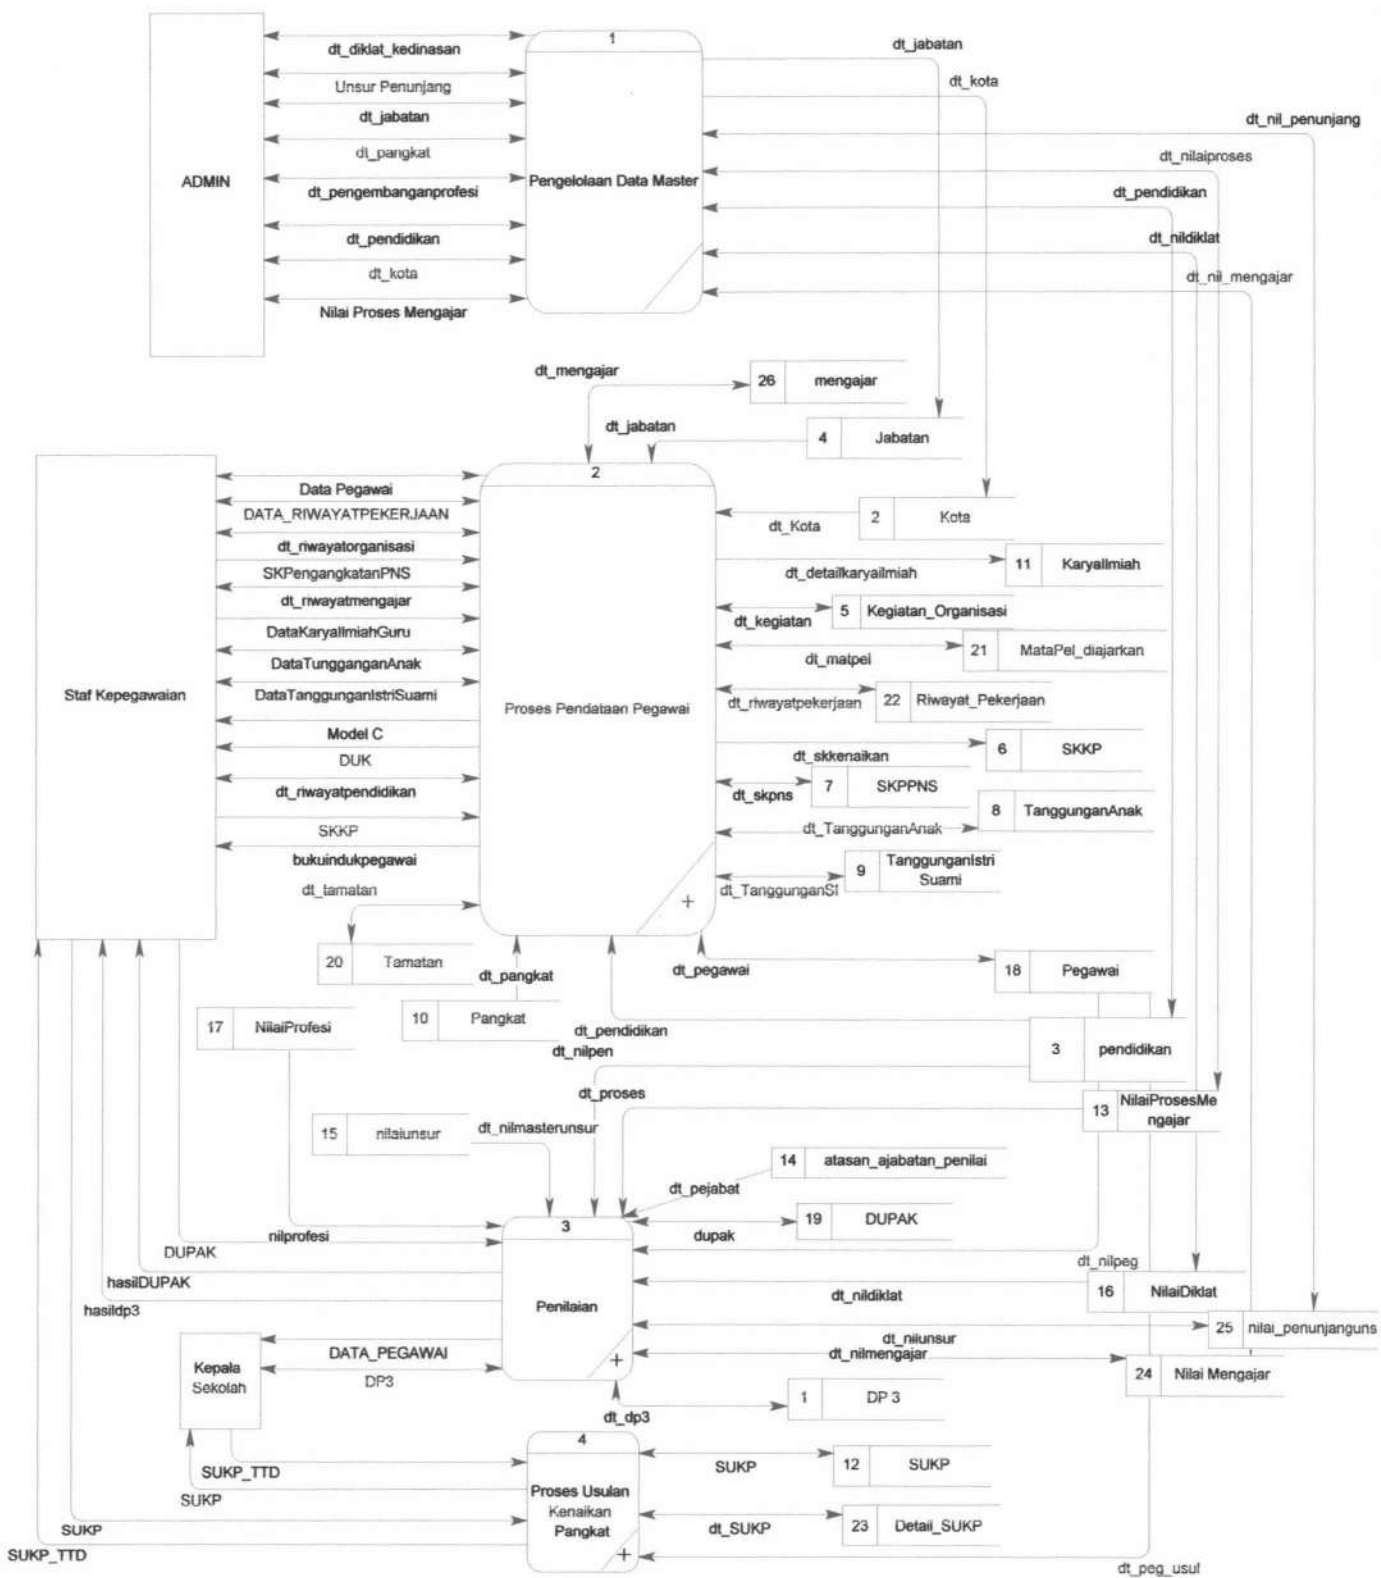 1
dt_diklat_kedinasan
Unsur Penunjang
dt_jabatan
dt_pangkat
dt_pengembanganprofesi
dt_pendidikan
dt_kota
Nilai Proses Mengajar
ADMIN
Pengelolaan Data Master
dt_jabatan
dt_kota
dt_nil_penunjang
dt_nilaiproses
dt_pendidikan
dt_nildiklat
dt_nil_mengajar
dt_mengajar
26 mengajar
dt_jabatan
4 Jabatan
2
Data Pegawai
DATA_RIWAYATPEKERJAAN
dt_riwayatorganisasi
SKPengangkatanPNS
dt_riwayatmengajar
DataKaryaIlmiahGuru
DataTungganganAnak
DataTanggunganIstriSuami
Model C
DUK
dt_riwayatpendidikan
SKKP
bukuindukpegawai
dt_tamatan
Staf Kepegawaian
Proses Pendataan Pegawai
+
dt_Kota
2 Kota
dt_detailkaryailmiah
11 KaryaIlmiah
dt_kegiatan
5 Kegiatan_Organisasi
dt_matpel
21 MataPel_diajarkan
dt_riwayatpekerjaan
22 Riwayat_Pekerjaan
dt_skkenaikan
6 SKKP
dt_skpns
7 SKPPNS
dt_TanggunganAnak
8 TanggunganAnak
dt_TanggunganSI
9 TanggunganIstri
Suami
20 Tamatan
dt_pangkat
dt_pegawai
18 Pegawai
17 NilaiProfesi
10 Pangkat
dt_pendidikan
dt_nilpen
3 pendidikan
dt_proses
13 NilaiProsesMe
ngajar
15 nilaiunsur
dt_nilmasterunsur
14 atasan_ajabatan_penilai
dt_pejabat
19 DUPAK
dupak
3
nilprofesi
DUPAK
hasilDUPAK
hasildp3
Penilaian
+
dt_nilpeg
dt_nildiklat
16 NilaiDiklat
25 nilai_penunjanguns
dt_nilunsur
dt_nilmengajar
24 Nilai Mengajar
Kepala
Sekolah
DATA_PEGAWAI
DP3
1 DP 3
dt_dp3
4
SUKP_TTD
SUKP
SUKP
SUKP_TTD
Proses Usulan
Kenaikan
Pangkat
+
SUKP
12 SUKP
dt_SUKP
23 Detail_SUKP
dt_peg_usul